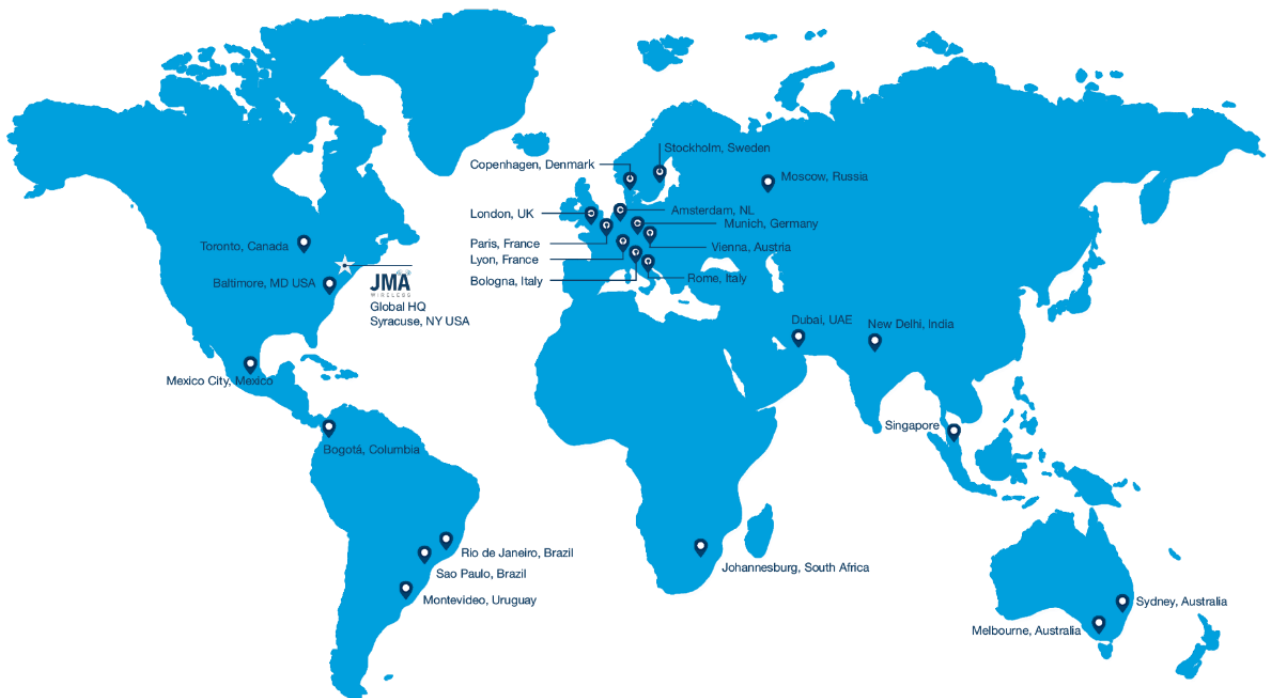 Stockholm, Sweden
Copenhagen, Denmark
Moscow, Russia
London, UK
Amsterdam, NL
Munich, Germany
Toronto, Canada
Paris, France
Vienna, Austria
Lyon, France
Baltimore, MD USA
JMA
WIRELESS
Global HQ
Syracuse, NY USA
Bologna, Italy
Rome, Italy
Dubai, UAE
New Delhi, India
Mexico City, Mexico
Singapore
Bogotá, Columbia
Rio de Janeiro, Brazil
Sao Paulo, Brazil
Johannesburg, South Africa
Montevideo, Uruguay
Sydney, Australia
Melbourne, Australia